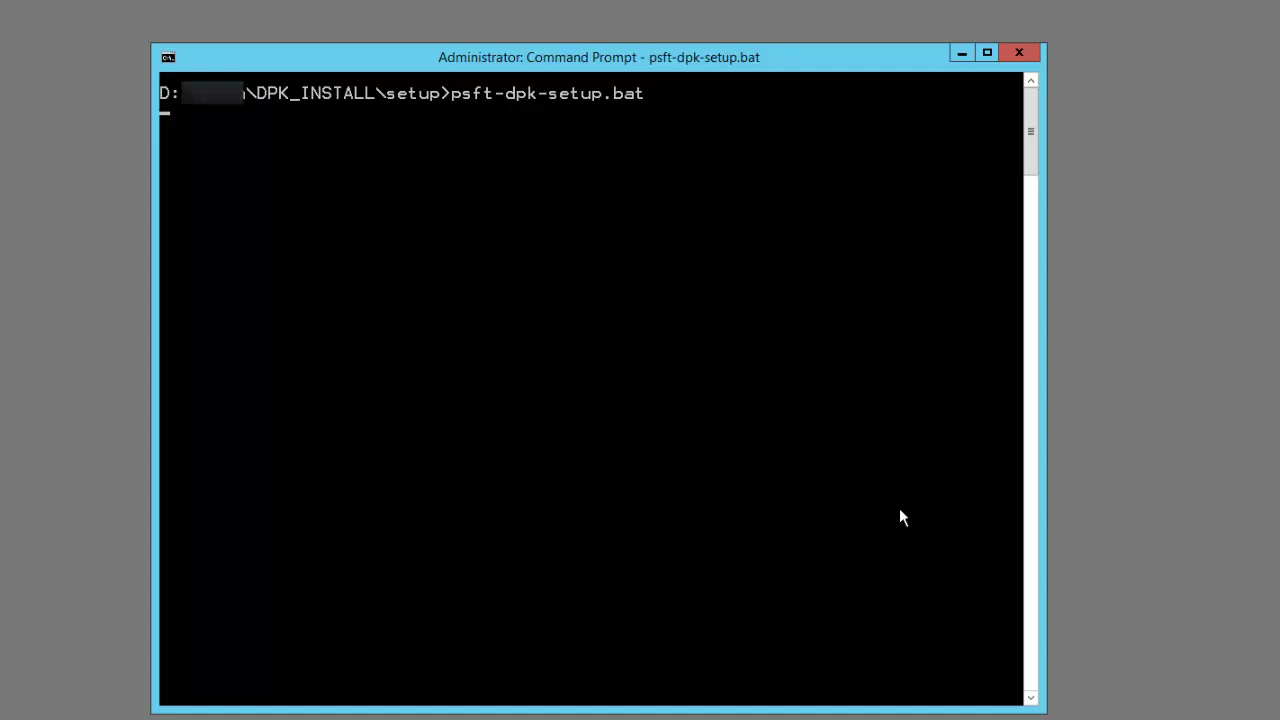 Administrator: Command Prompt - psft-dpk-setup.bat
D:\DPK_INSTALL\setup>psft-dpk-setup.bat